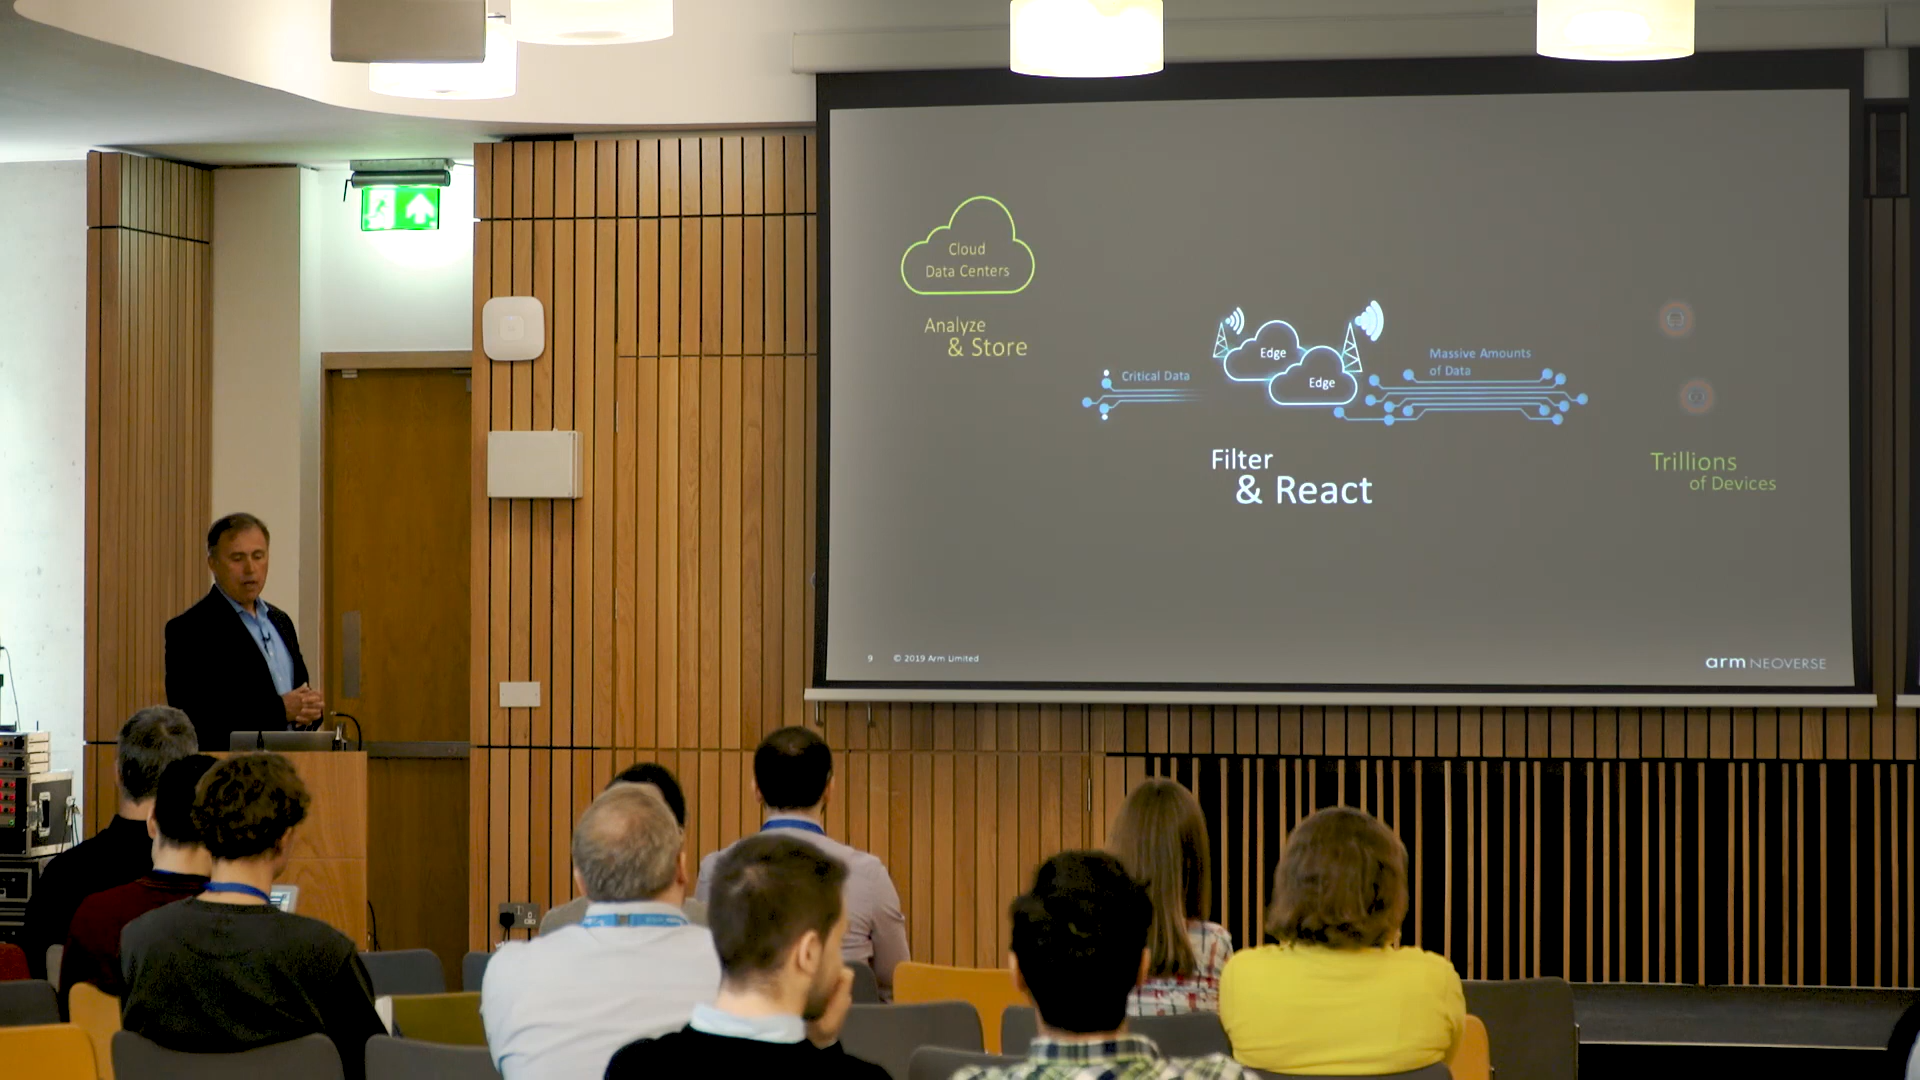 Cloud
Data Centers
Analyze
& Store
Critical Data
Edge
Edge
Massive Amounts
of Data
Filter
& React
Trillions
of Devices
9 © 2019 Arm Limited
arm NEOVERSE